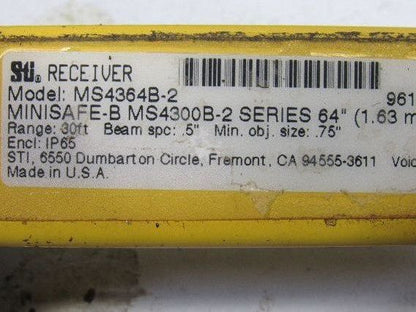 STi RECEIVER
Model: MS4364B-2 961
MINISAFE-B MS4300B-2 SERIES 64" (1.63 m
Range: 30ft Beam spc: .5" Min. obj. size: .75"
Encl: IP65
STI, 6550 Dumbarton Circle, Fremont, CA 94555-3611 Voic
Made in U.S.A.